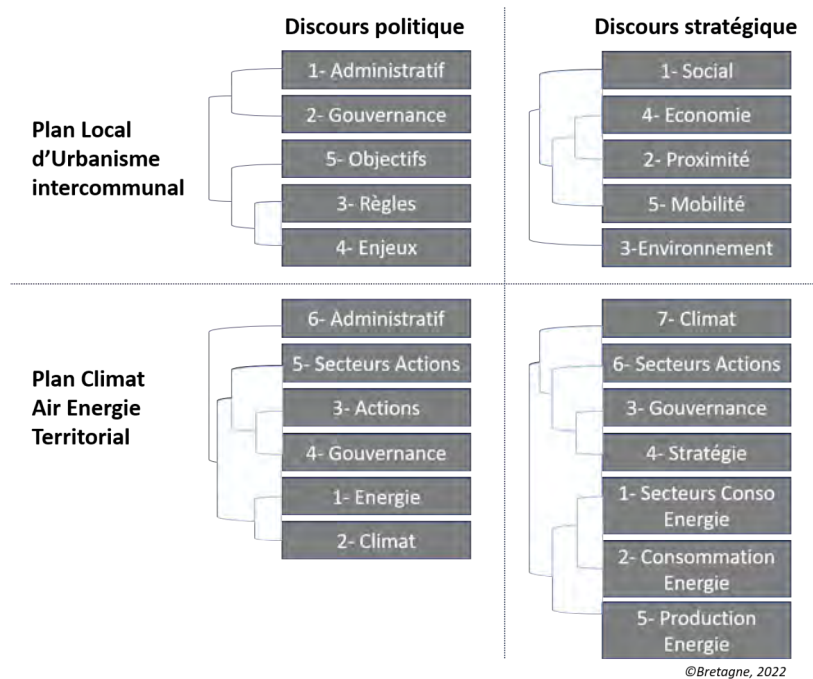 Discours politique
Discours stratégique
Plan Local
d'Urbanisme
intercommunal
1- Administratif
2- Gouvernance
5- Objectifs
3- Règles
4- Enjeux
1- Social
4- Economie
2- Proximité
5- Mobilité
3-Environnement
Plan Climat
Air Energie
Territorial
6- Administratif
5- Secteurs Actions
3- Actions
4- Gouvernance
1- Energie
2- Climat
7- Climat
6- Secteurs Actions
3- Gouvernance
4- Stratégie
1- Secteurs Conso
Energie
2- Consommation
Energie
5- Production
Energie
©Bretagne, 2022